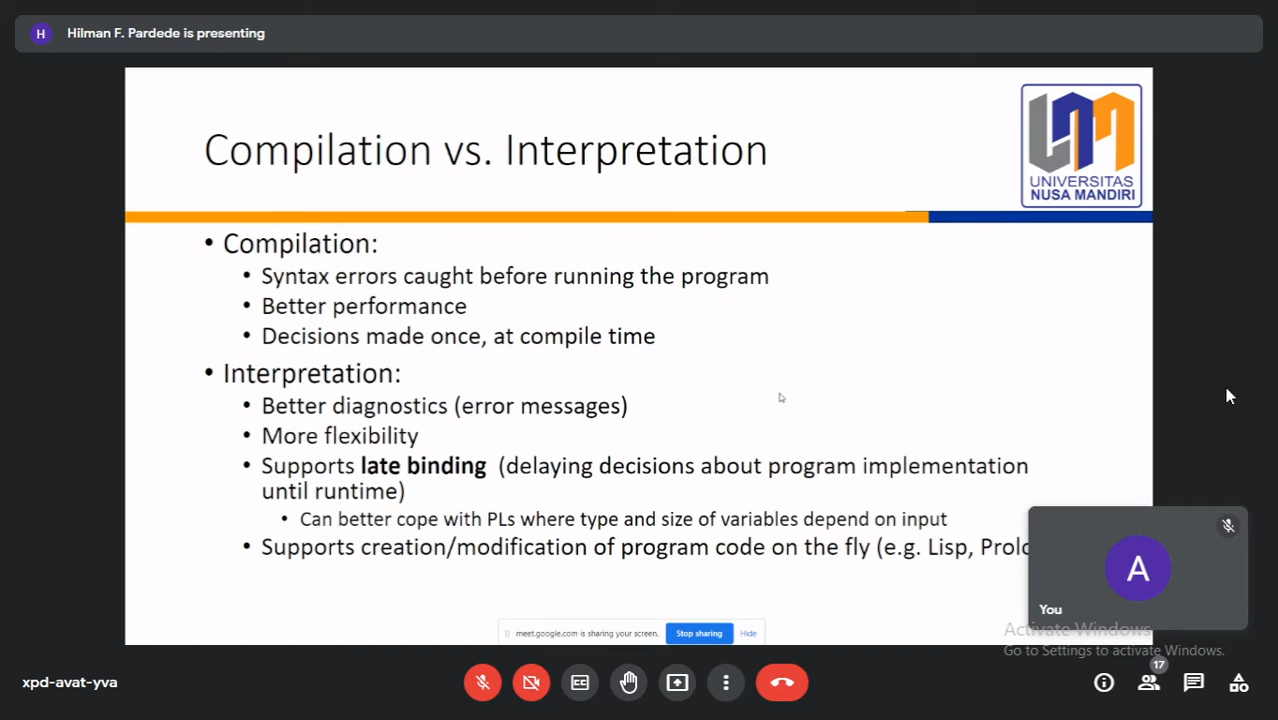 H
Hilman F. Pardede is presenting
Compilation vs. Interpretation
UNIVERSITAS
NUSA MANDIRI
• Compilation:
• Syntax errors caught before running the program
• Better performance
• Decisions made once, at compile time
• Interpretation:
• Better diagnostics (error messages)
• More flexibility
• Supports late binding (delaying decisions about program implementation
until runtime)
• Can better cope with PLs where type and size of variables depend on input
• Supports creation/modification of program code on the fly (e.g. Lisp,
A
You
meet.google.com is sharing your screen. Stop sharing Hide
Activate Windows
Go to Settings to activate Windows.
xpd-avat-yva
CC
17